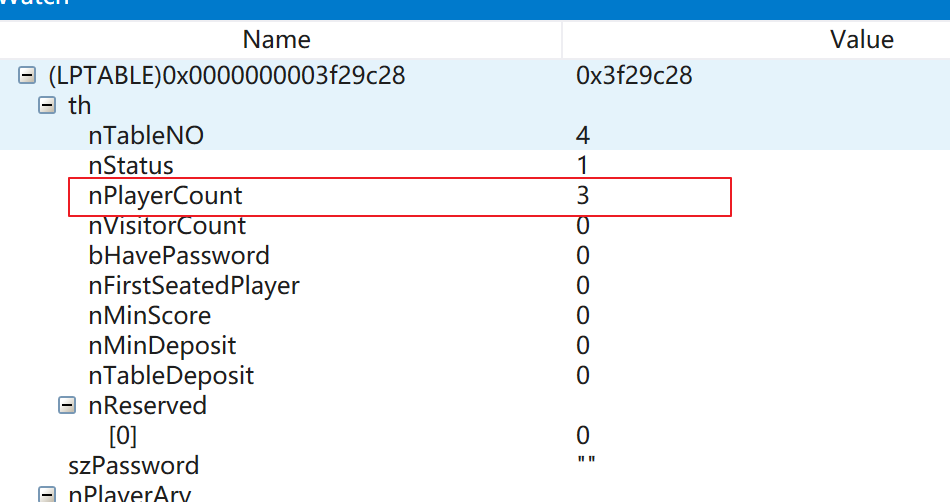 Watch
Name Value
(LPTABLE)0x0000000003f29c28 0x3f29c28
th
nTableNO 4
nStatus 1
nPlayerCount 3
nVisitorCount 0
bHavePassword 0
nFirstSeatedPlayer 0
nMinScore 0
nMinDeposit 0
nTableDeposit 0
nReserved
[0] 0
szPassword ""
nPlayerAry